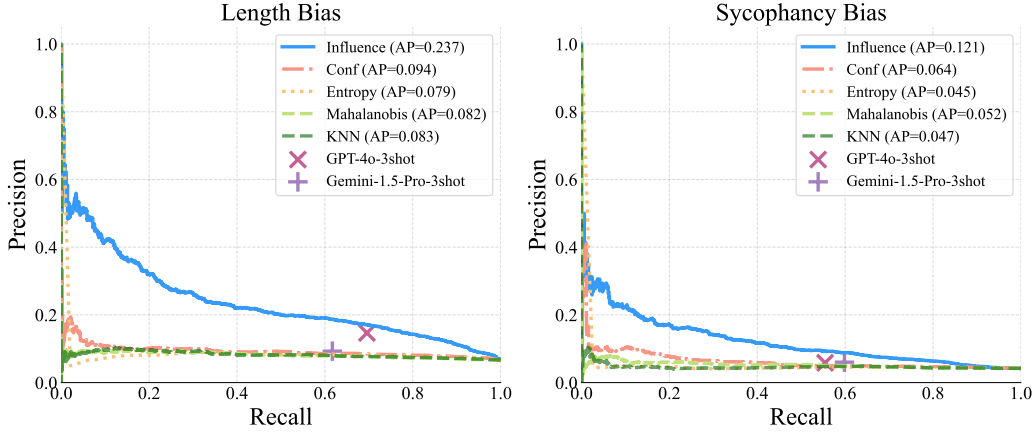 Length Bias
Precision
1.0
0.8
0.6
0.4
0.2
0.0
Influence (AP=0.237)
Conf (AP=0.094)
Entropy (AP=0.079)
Mahalanobis (AP=0.082)
KNN (AP=0.083)
GPT-4o-3shot
Gemini-1.5-Pro-3shot
0.0 0.2 0.4 0.6 0.8 1.0
Recall
Sycophancy Bias
Precision
1.0
0.8
0.6
0.4
0.2
0.0
Influence (AP=0.121)
Conf (AP=0.064)
Entropy (AP=0.045)
Mahalanobis (AP=0.052)
KNN (AP=0.047)
GPT-4o-3shot
Gemini-1.5-Pro-3shot
0.0 0.2 0.4 0.6 0.8 1.0
Recall